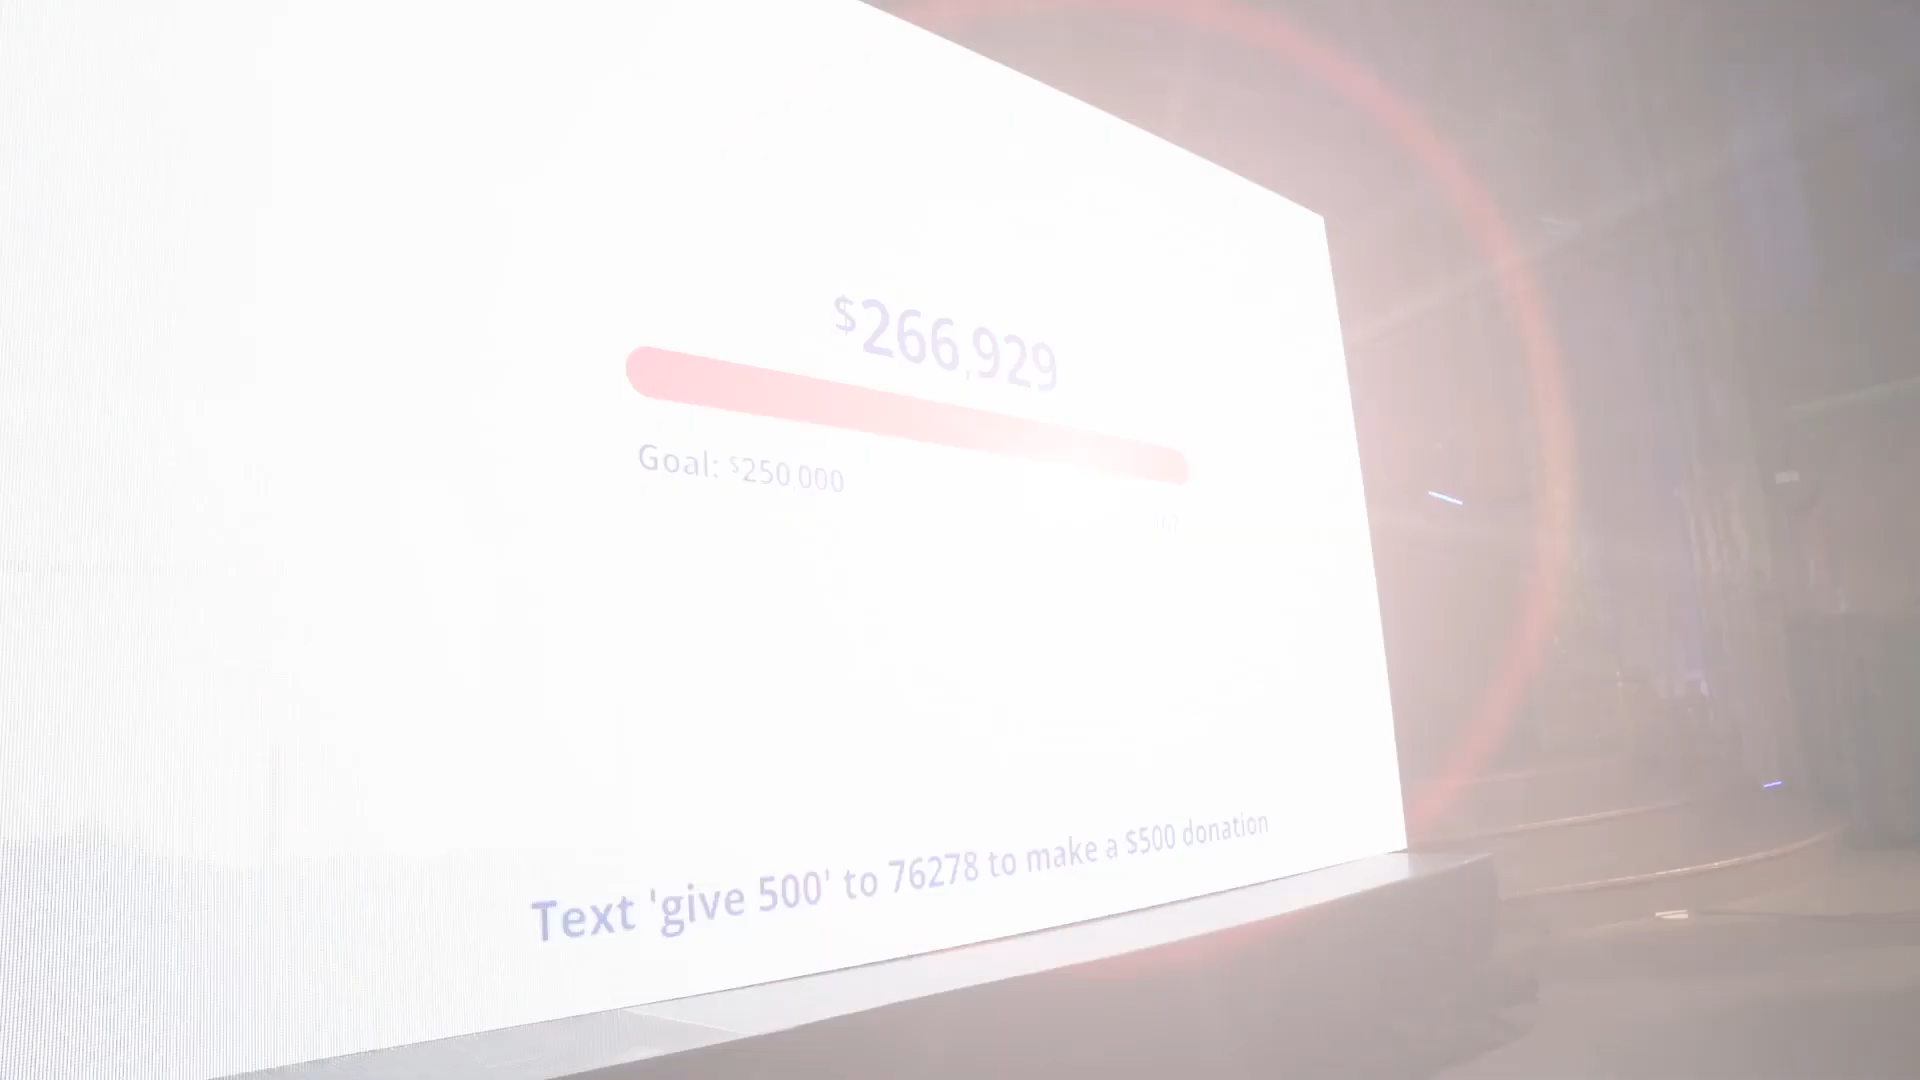 $266,929
Goal: $250,000
Text 'give 500' to 76278 to make a $500 donation